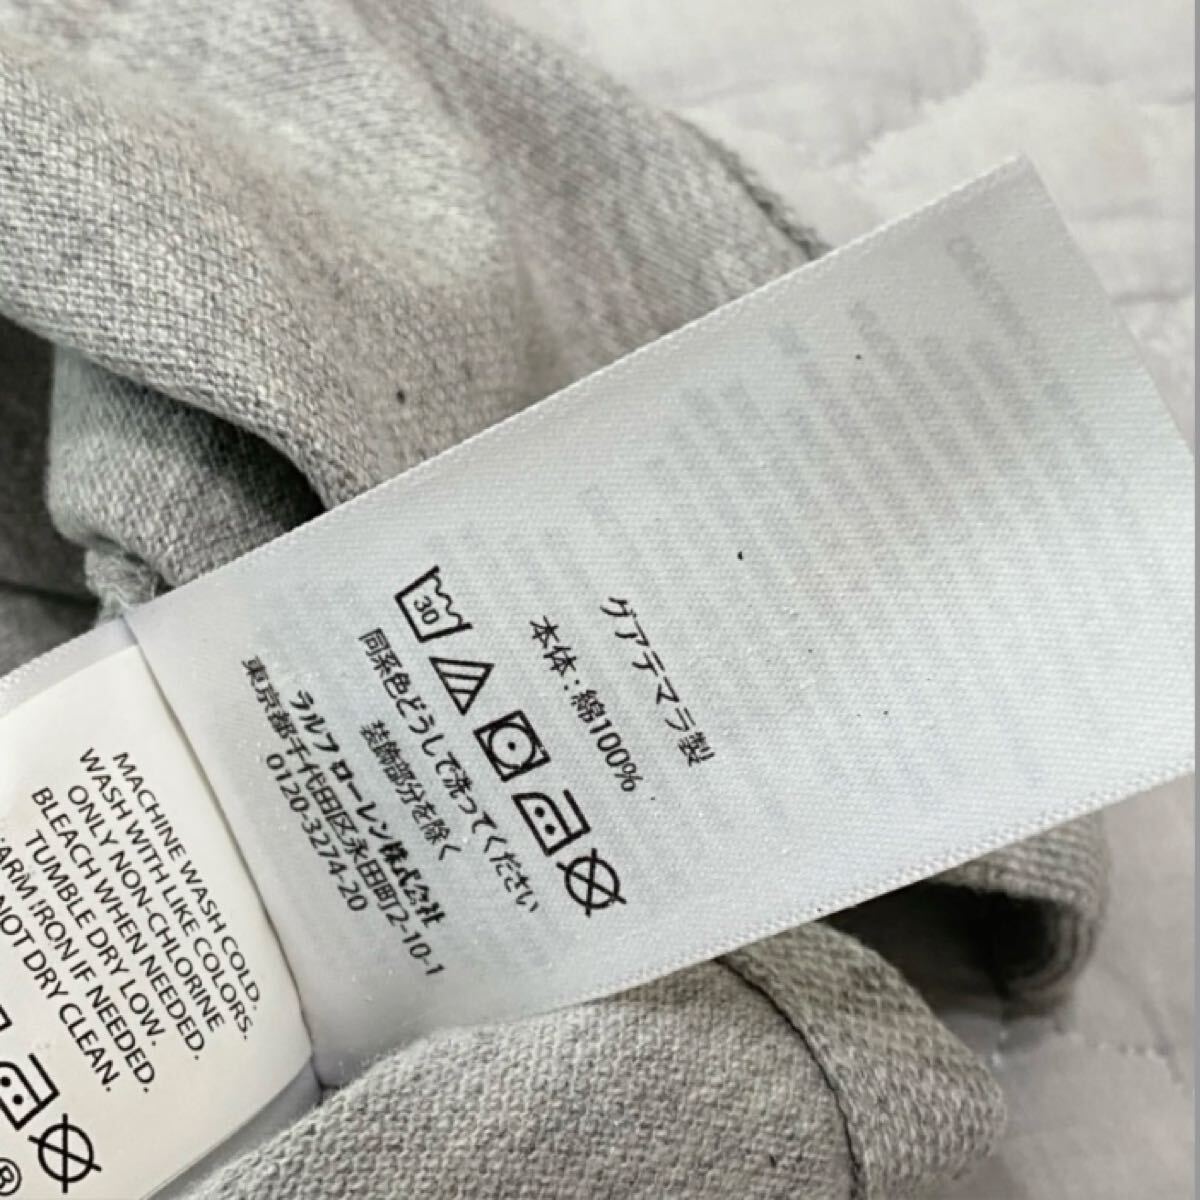 グアテマラ製
本体:綿100%
30
同系色どうして洗ってください
装飾部分を除く
ラルフ ローレン株式会社
東京都千代田区永田町2-10-1
0120-3274-20
MACHINE WASH COLD.
WASH WITH LIKE COLORS.
ONLY NON-CHLORINE
BLEACH WHEN NEEDED.
TUMBLE DRY LOW.
ARM IRON IF NEEDED.
NOT DRY CLEAN.
®